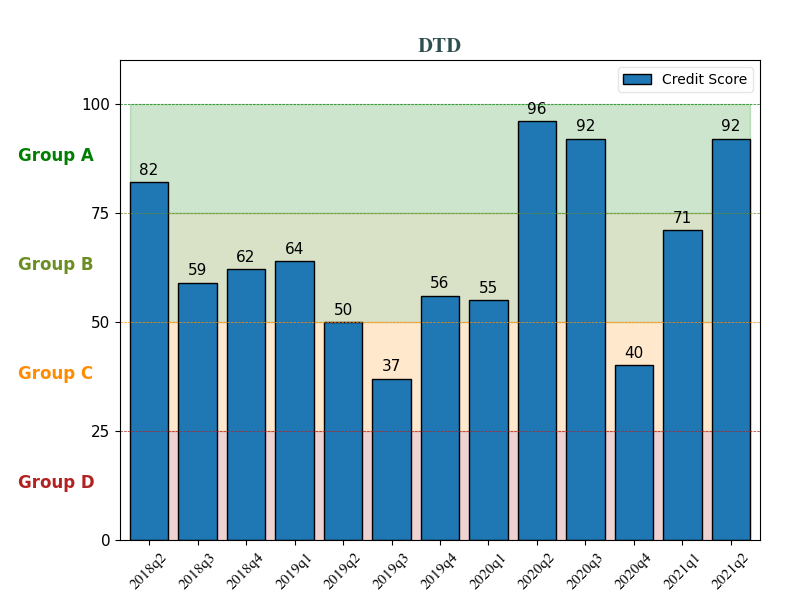 DTD
Credit Score
100
75
50
25
0
Group A
Group B
Group C
Group D
82
59
62
64
50
37
56
55
96
92
40
71
92
2018q2
2018q3
2018q4
2019q1
2019q2
2019q3
2019q4
2020q1
2020q2
2020q3
2020q4
2021q1
2021q2